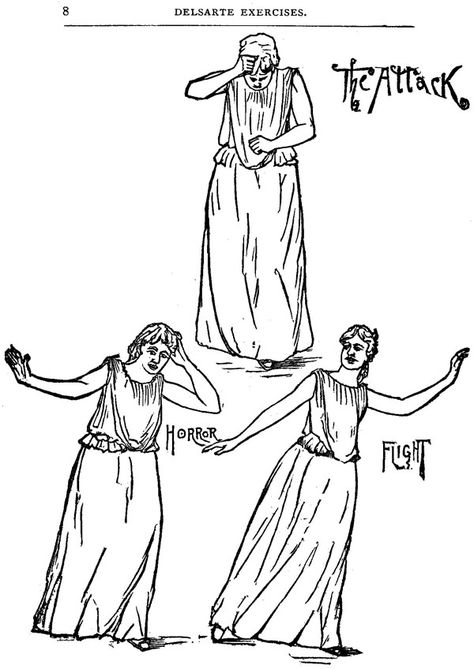 8
DELSARTE EXERCISES.
The Attack.
HORROR
FLIGHT